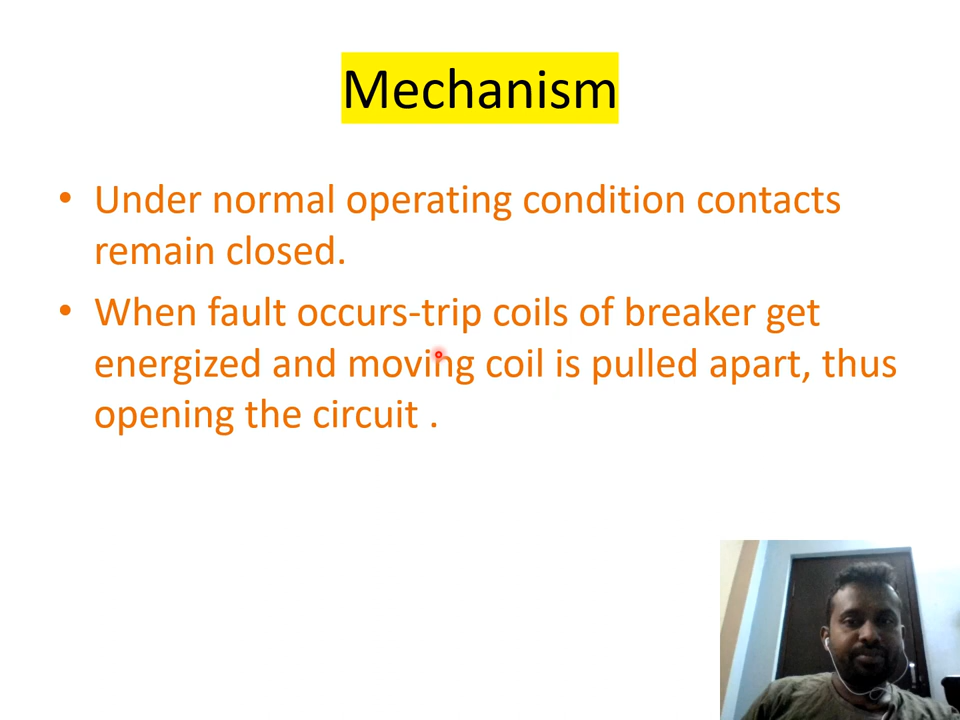 Mechanism
• Under normal operating condition contacts
remain closed.
• When fault occurs-trip coils of breaker get
energized and moving coil is pulled apart, thus
opening the circuit .